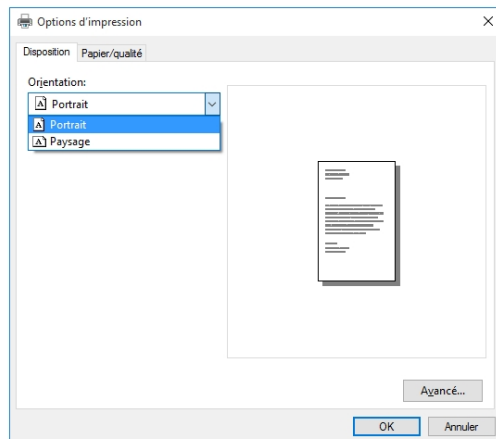 Options d'impression
Disposition Papier/qualité
Orientation:
Portrait
Portrait
Paysage
Avancé...
OK Annuler